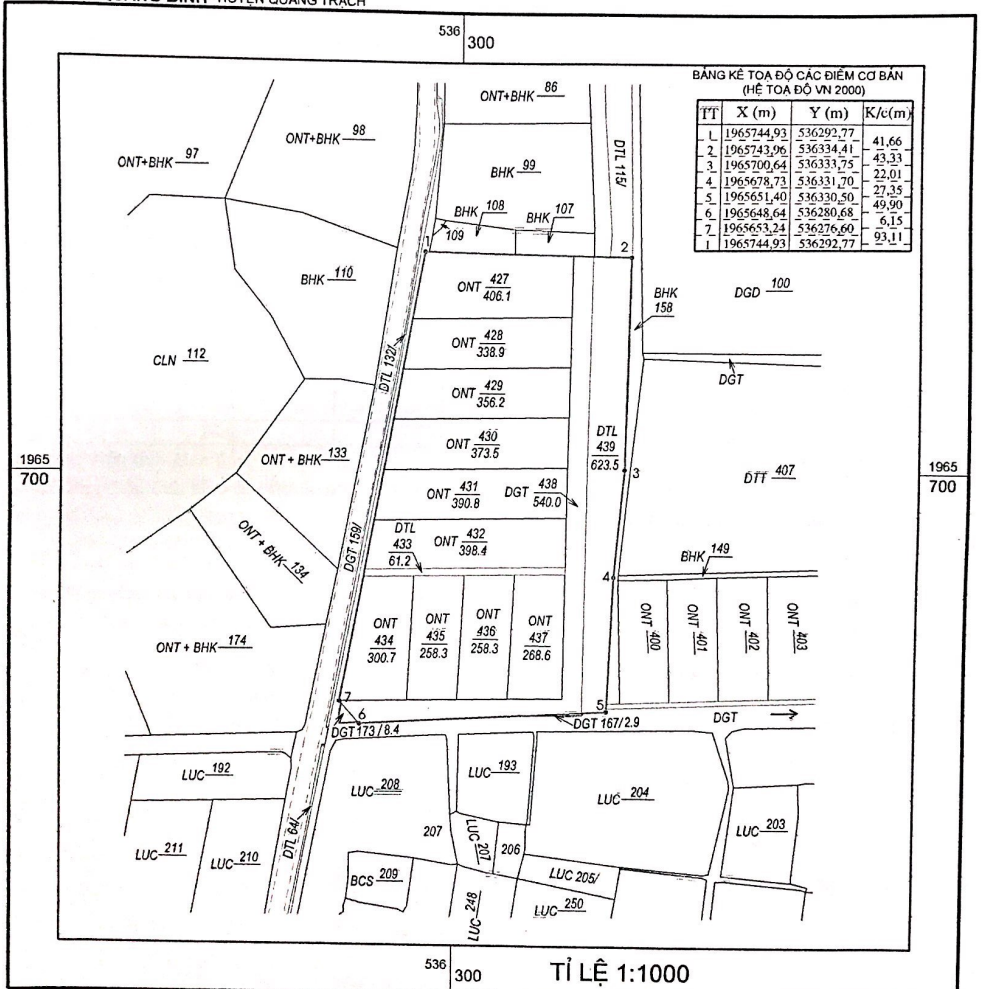 HUYỆN QUẢNG TRẠCH
536 300
BẢNG KÊ TOẠ ĐỘ CÁC ĐIỂM CƠ BẢN
(HỆ TOẠ ĐỘ VN 2000)
TT X (m) Y (m) K/c(m)
1 1965744,93 536292,77
41,66
2 1965743,96 536334,41
43,33
3 1965700,64 536333,75
22,01
4 1965678,73 536331,70
27,35
5 1965651,40 536330,50
49,90
6 1965648,64 536280,68
6,15
7 1965653,24 536276,60
93,11
1 1965744,93 536292,77
ONT+BHK 86
ONT+BHK 98
ONT+BHK 97
BHK 99
DTL 115/
BHK 108
BHK 107
109
1
2
BHK 110
ONT 427
406.1
BHK
158
DGD 100
CLN 112
DTL 132/
ONT 428
338.9
DGT
ONT 429
356.2
ONT + BHK 133
ONT 430
373.5
DTL
439
623.5
3
ĐTT 407
1965
700
1965
700
ONT 431
390.8
DGT 438
540.0
DTL
433
61.2
ONT 432
398.4
DGT 159/
ONT + BHK 134
BHK 149
4
ONT + BHK 174
ONT
434
300.7
ONT
435
258.3
ONT
436
258.3
ONT
437
268.6
ONT 400
ONT 401
ONT 402
ONT 403
7
6
5
DGT 173 / 8.4
DGT 167/2.9
DGT
LUC 192
LUC 193
LUC 208
LUC 204
LUC 203
DTL 64/
207
LUC 207
206
LUC 211
LUC 210
BCS 209
LUC 205/
LUC 248
LUC 250
536 300
TỈ LỆ 1:1000